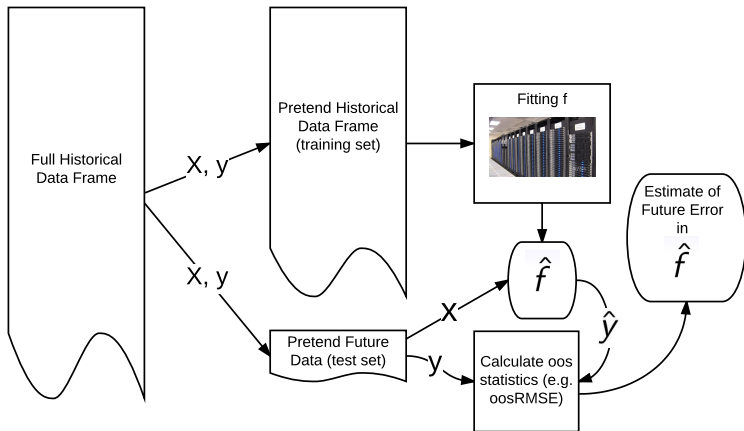 Full Historical
Data Frame
X, y
X, y
Pretend Historical
Data Frame
(training set)
Pretend Future
Data (test set)
Fitting f
X
y
f̂
ŷ
Calculate oos
statistics (e.g.
oosRMSE)
Estimate of
Future Error
in
f̂